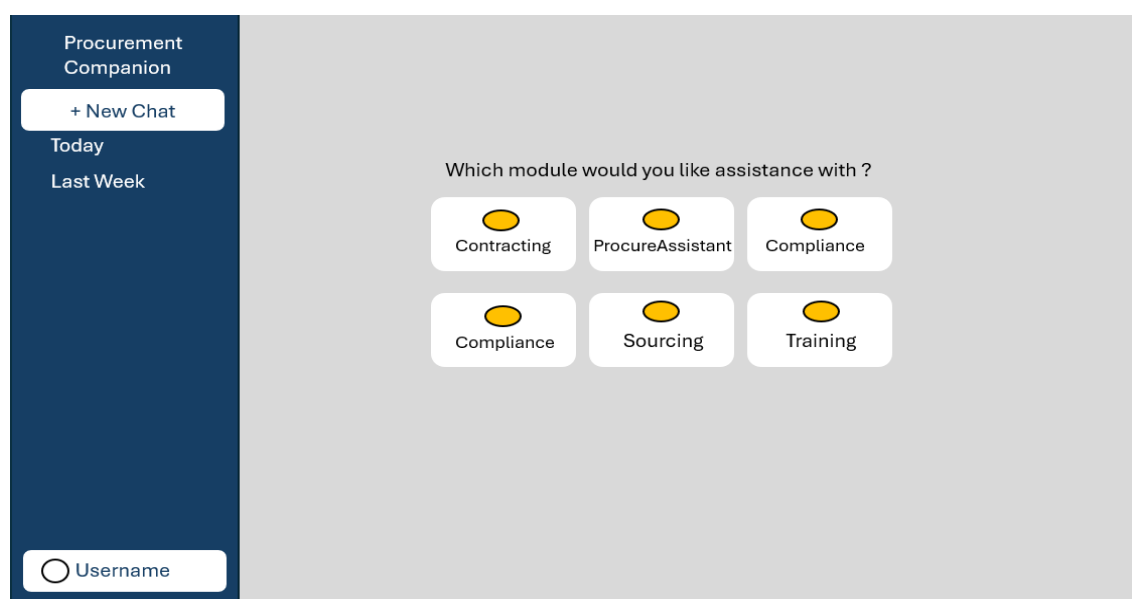 Procurement
Companion
+ New Chat
Today
Last Week
Which module would you like assistance with ?
Contracting
ProcureAssistant
Compliance
Compliance
Sourcing
Training
Username